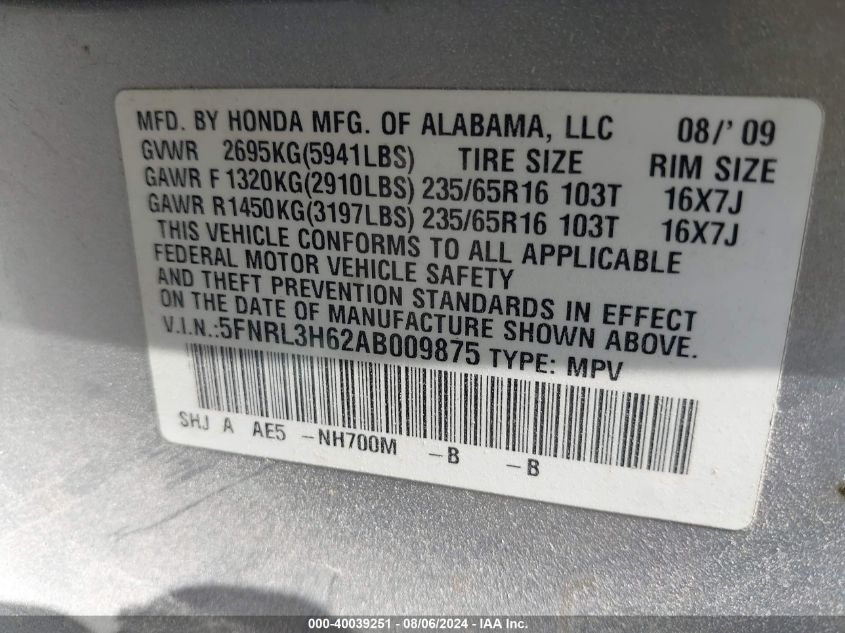 MFD. BY HONDA MFG. OF ALABAMA, LLC 08/' 09
GVWR 2695KG(5941LBS) TIRE SIZE RIM SIZE
GAWR F 1320KG(2910LBS) 235/65R16 103T 16X7J
GAWR R1450KG(3197LBS) 235/65R16 103T 16X7J
THIS VEHICLE CONFORMS TO ALL APPLICABLE
FEDERAL MOTOR VEHICLE SAFETY
AND THEFT PREVENTION STANDARDS IN EFFECT
ON THE DATE OF MANUFACTURE SHOWN ABOVE.
V.I.N.:5FNRL3H62AB009875 TYPE: MPV
SHJ A AE5 -NH700M -B -B
000-40039251 - 08/06/2024 - IAA Inc.